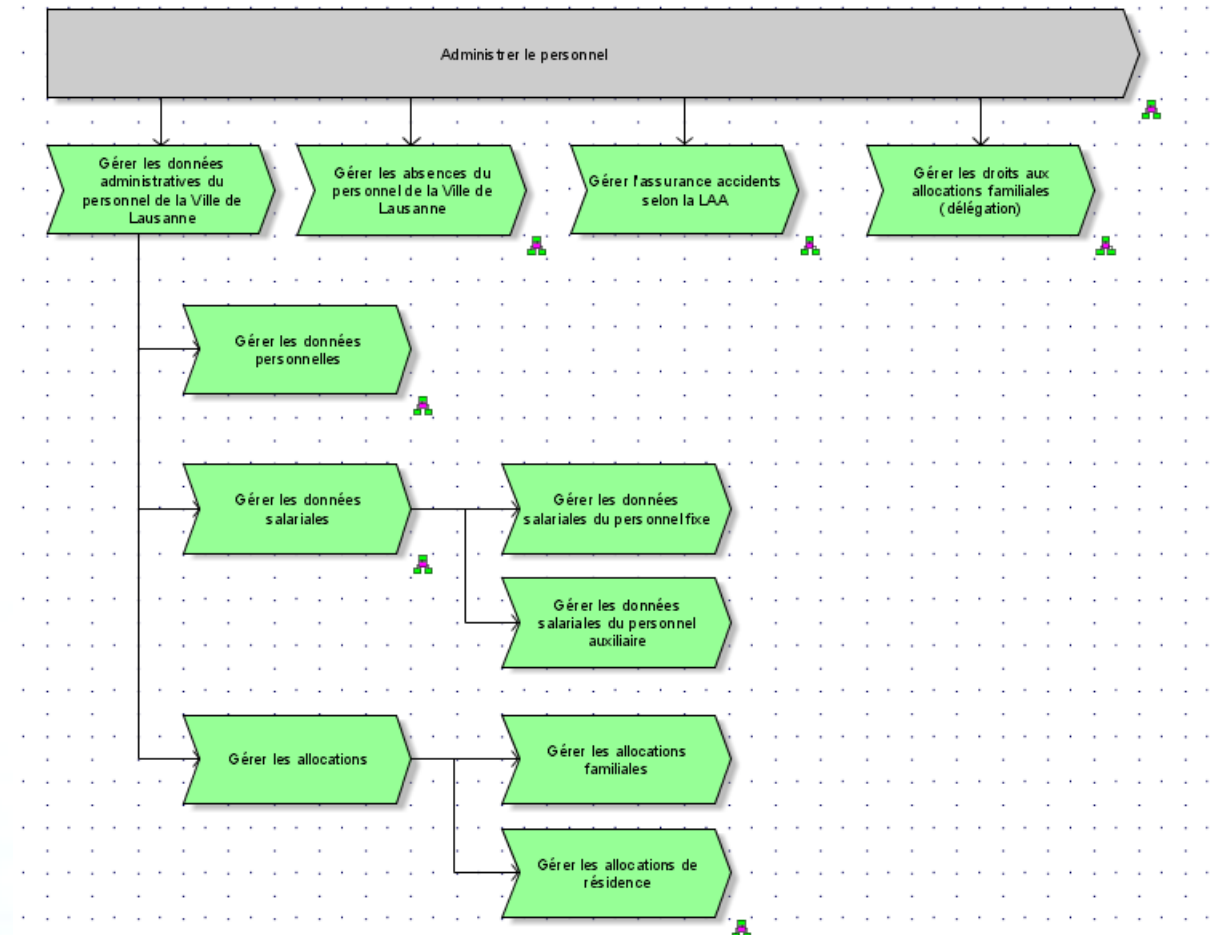 Administrer le personnel
Gérer les données
administratives du
personnel de la Ville de
Lausanne
Gérer les absences du
personnel de la Ville de
Lausanne
Gérer l'assurance accidents
selon la LAA
Gérer les droits aux
allocations familiales
(délégation)
Gérer les données
personnelles
Gérer les données
salariales
Gérer les données
salariales du personnel fixe
Gérer les données
salariales du personnel
auxiliaire
Gérer les allocations
Gérer les allocations
familiales
Gérer les allocations de
résidence